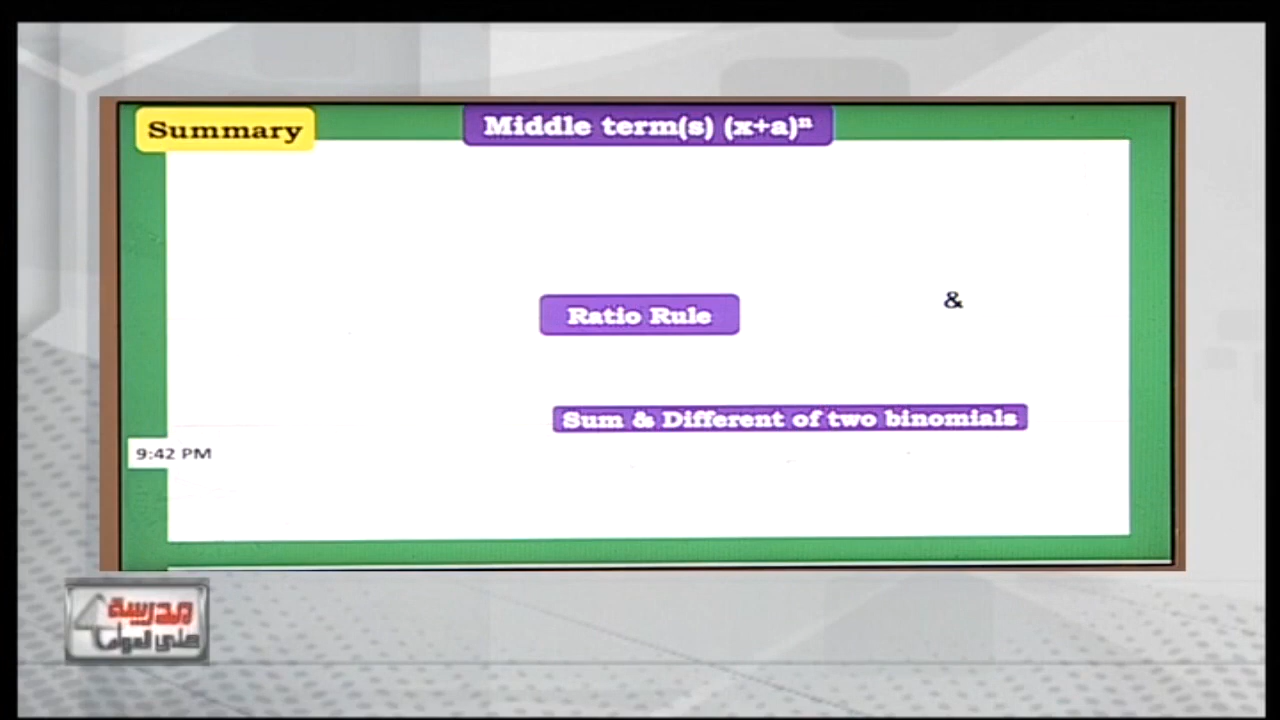 Summary
Middle term(s) (x+a)ⁿ
Ratio Rule
&
Sum & Different of two binomials
9:42 PM
مدرسة
على الهواء